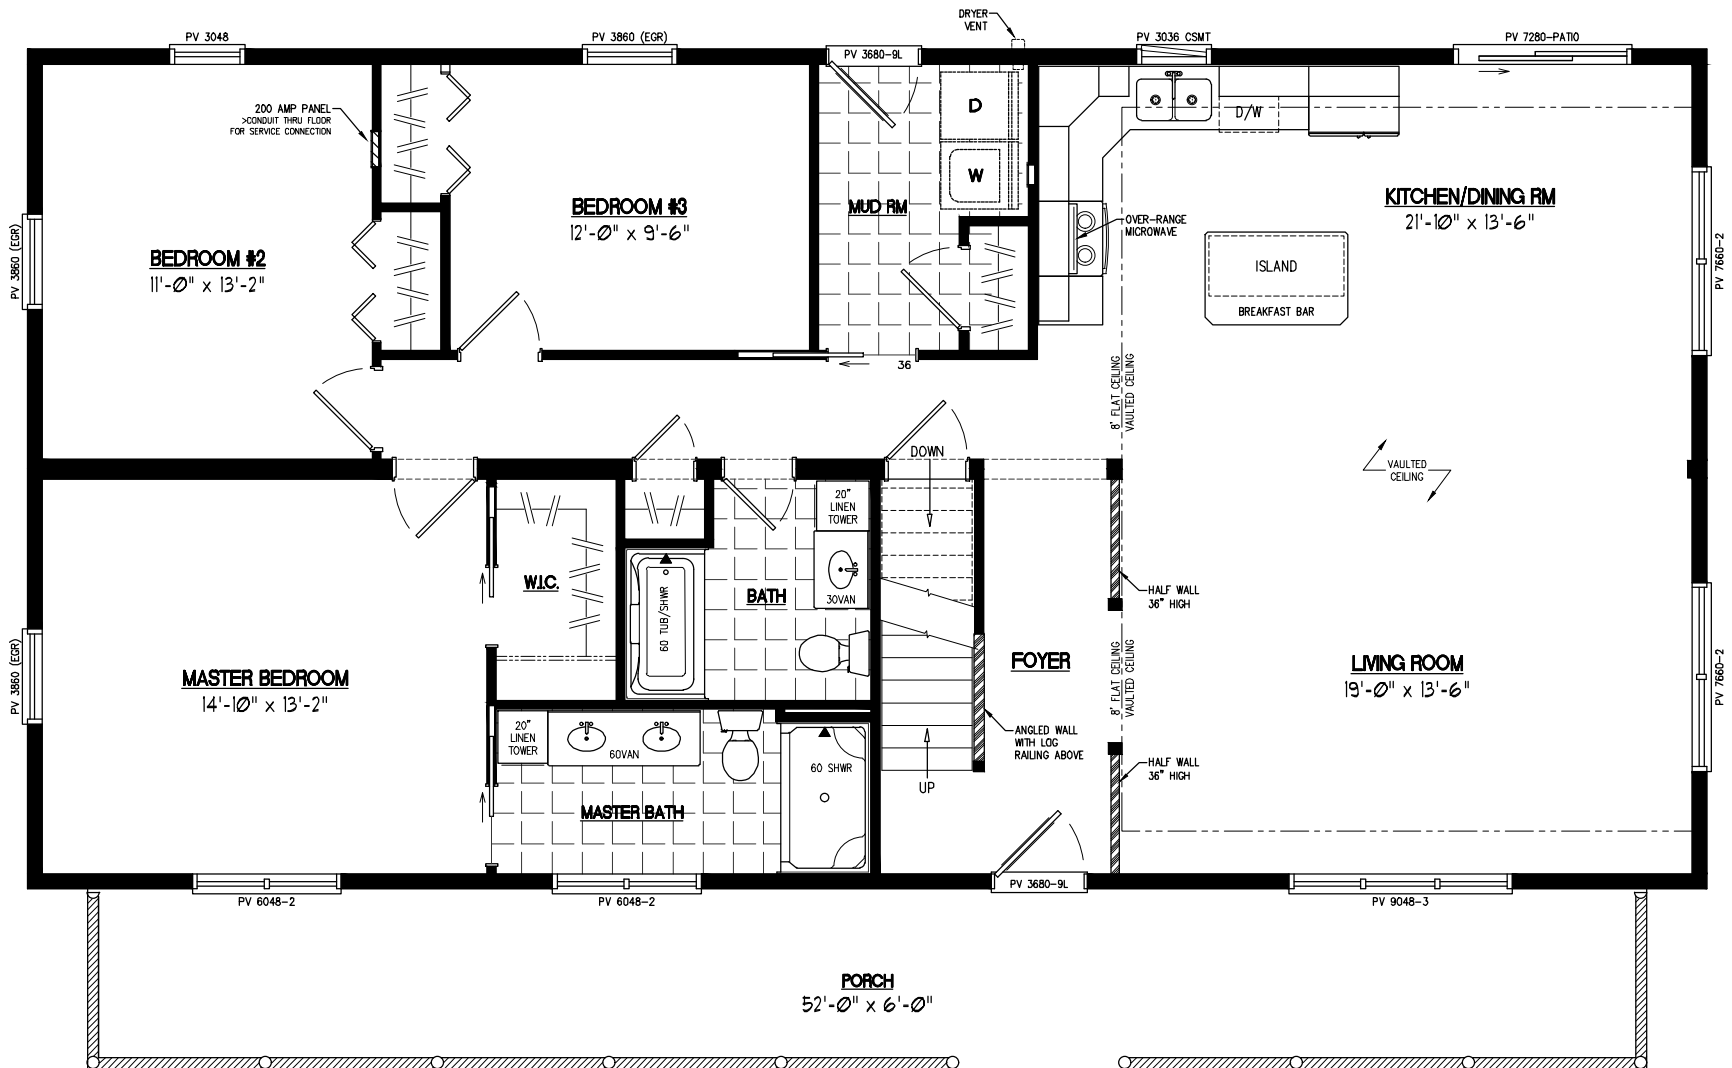 DRYER
VENT
PV 3048
PV 3860 (EGR)
PV 3680-9L
PV 3036 CSMT
PV 7280-PATIO
200 AMP PANEL
>CONDUIT THRU FLOOR
FOR SERVICE CONNECTION
D
W
D/W
BEDROOM #3
12'-0" x 9'-6"
MUD RM
KITCHEN/DINING RM
21'-10" x 13'-6"
OVER-RANGE
MICROWAVE
BEDROOM #2
11'-0" x 13'-2"
PV 3860 (EGR)
PV 7660-2
ISLAND
BREAKFAST BAR
36
8' FLAT CEILING
VAULTED CEILING
DOWN
VAULTED
CEILING
20"
LINEN
TOWER
W.I.C.
60 TUB/SHWR
BATH
30VAN
HALF WALL
36" HIGH
FOYER
8' FLAT CEILING
VAULTED CEILING
LIVING ROOM
19'-0" x 13'-6"
PV 3860 (EGR)
PV 7660-2
MASTER BEDROOM
14'-10" x 13'-2"
20"
LINEN
TOWER
60VAN
60 SHWR
MASTER BATH
UP
ANGLED WALL
WITH LOG
RAILING ABOVE
HALF WALL
36" HIGH
PV 6048-2
PV 6048-2
PV 3680-9L
PV 9048-3
PORCH
52'-0" x 6'-0"